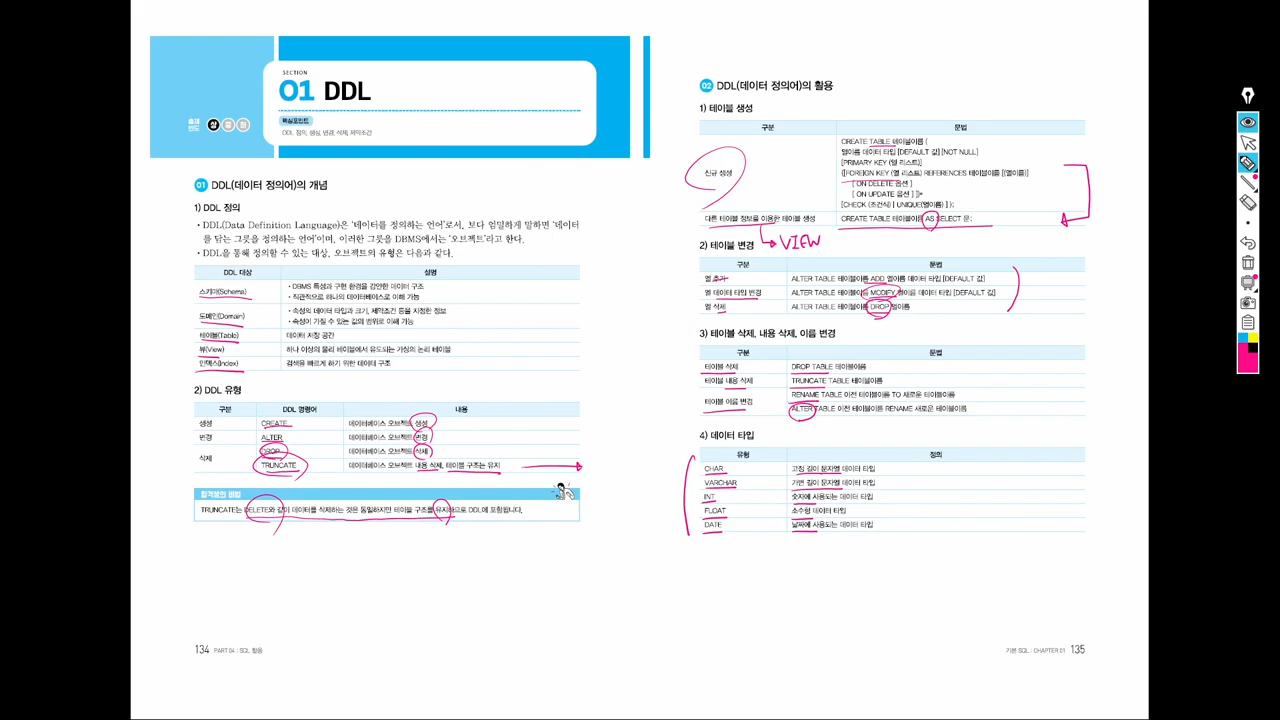 SECTION
01 DDL
출제
빈도
상 중 하
핵심포인트
DDL 정의, 생성, 변경, 삭제, 제약조건
01 DDL(데이터 정의어)의 개념
1) DDL 정의
• DDL(Data Definition Language)은 '데이터를 정의하는 언어'로서, 보다 엄밀하게 말하면 '데이터
를 담는 그릇을 정의하는 언어'이며, 이러한 그릇을 DBMS에서는 '오브젝트'라고 한다.
• DDL을 통해 정의할 수 있는 대상, 오브젝트의 유형은 다음과 같다.
DDL 대상 설명
스키마(Schema) • DBMS 특성과 구현 환경을 감안한 데이터 구조
• 직관적으로 하나의 데이터베이스로 이해 가능
도메인(Domain) • 속성의 데이터 타입과 크기, 제약조건 등을 지정한 정보
• 속성이 가질 수 있는 값의 범위로 이해 가능
테이블(Table) 데이터 저장 공간
뷰(View) 하나 이상의 물리 테이블에서 유도되는 가상의 논리 테이블
인덱스(Index) 검색을 빠르게 하기 위한 데이터 구조
2) DDL 유형
구분 DDL 명령어 내용
생성 CREATE 데이터베이스 오브젝트 생성
변경 ALTER 데이터베이스 오브젝트 변경
삭제 DROP 데이터베이스 오브젝트 삭제
TRUNCATE 데이터베이스 오브젝트 내용 삭제, 테이블 구조는 유지
합격생의 비법
TRUNCATE는 DELETE와 같이 데이터를 삭제하는 것은 동일하지만 테이블 구조를 유지하므로 DDL에 포함됩니다.
134 PART 04 : SQL 활용
02 DDL(데이터 정의어)의 활용
1) 테이블 생성
구분 문법
신규 생성 CREATE TABLE 테이블이름 (
열이름 데이터 타입 [DEFAULT 값] [NOT NULL]
[PRIMARY KEY (열 리스트)]
{[FOREIGN KEY (열 리스트) REFERENCES 테이블이름 [(열이름)]
[ ON DELETE 옵션 ]
[ ON UPDATE 옵션 ] ]}*
[CHECK (조건식) | UNIQUE(열이름) ] );
다른 테이블 정보를 이용한 테이블 생성 CREATE TABLE 테이블이름 AS SELECT 문;
VIEW
2) 테이블 변경
구분 문법
열 추가 ALTER TABLE 테이블이름 ADD 열이름 데이터 타입 [DEFAULT 값]
열 데이터 타입 변경 ALTER TABLE 테이블이름 MODIFY 열이름 데이터 타입 [DEFAULT 값]
열 삭제 ALTER TABLE 테이블이름 DROP 열이름
3) 테이블 삭제, 내용 삭제, 이름 변경
구분 문법
테이블 삭제 DROP TABLE 테이블이름
테이블 내용 삭제 TRUNCATE TABLE 테이블이름
테이블 이름 변경 RENAME TABLE 이전 테이블이름 TO 새로운 테이블이름
ALTER TABLE 이전 테이블이름 RENAME 새로운 테이블이름
4) 데이터 타입
유형 정의
CHAR 고정 길이 문자열 데이터 타입
VARCHAR 가변 길이 문자열 데이터 타입
INT 숫자에 사용되는 데이터 타입
FLOAT 소수형 데이터 타입
DATE 날짜에 사용되는 데이터 타입
기본 SQL : CHAPTER 01 135